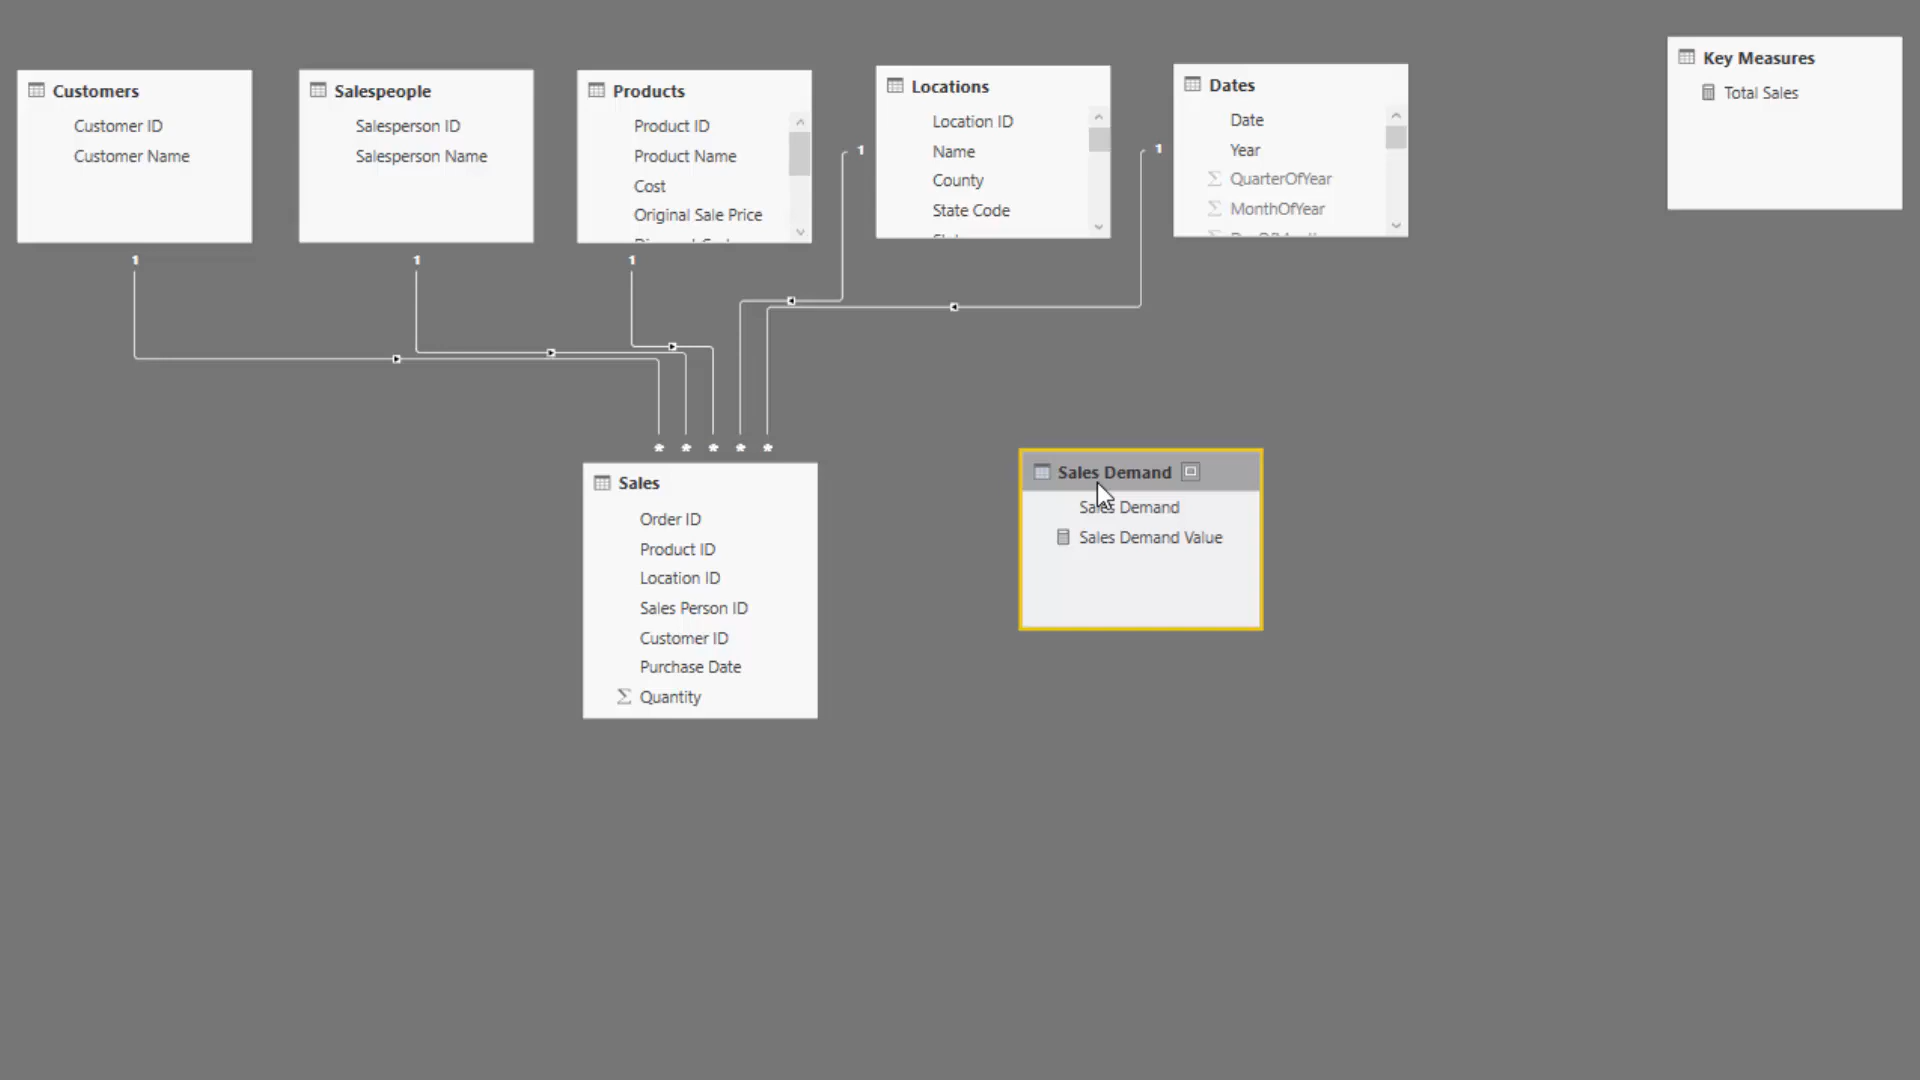 Customers
Customer ID
Customer Name
1
Salespeople
Salesperson ID
Salesperson Name
1
Products
Product ID
Product Name
Cost
Original Sale Price
1
Locations
Location ID
Name
County
State Code
1
Dates
Date
Year
QuarterOfYear
MonthOfYear
1
Key Measures
Total Sales
* * * * *
Sales
Order ID
Product ID
Location ID
Sales Person ID
Customer ID
Purchase Date
Σ Quantity
Sales Demand
Sales Demand
Sales Demand Value